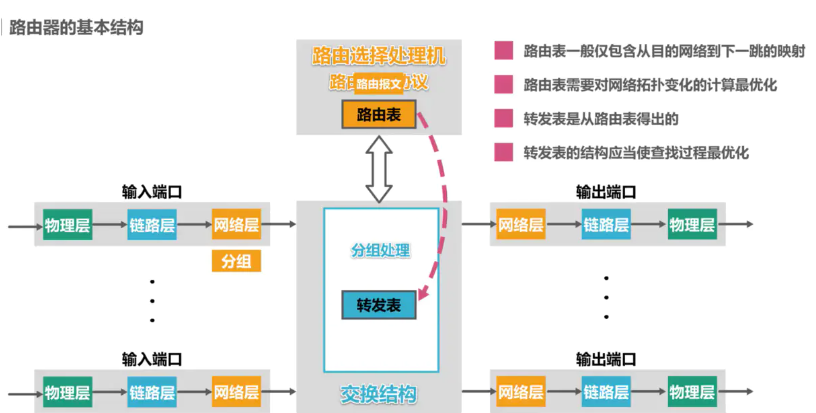 路由器的基本结构
路由选择处理机
路由 协议
路由报文
路由表
路由表一般仅包含从目的网络到下一跳的映射
路由表需要对网络拓扑变化的计算最优化
转发表是从路由表得出的
转发表的结构应当使查找过程最优化
输入端口
物理层 链路层 网络层
分组
分组处理
转发表
交换结构
输出端口
网络层 链路层 物理层
输入端口
物理层 链路层 网络层
输出端口
网络层 链路层 物理层